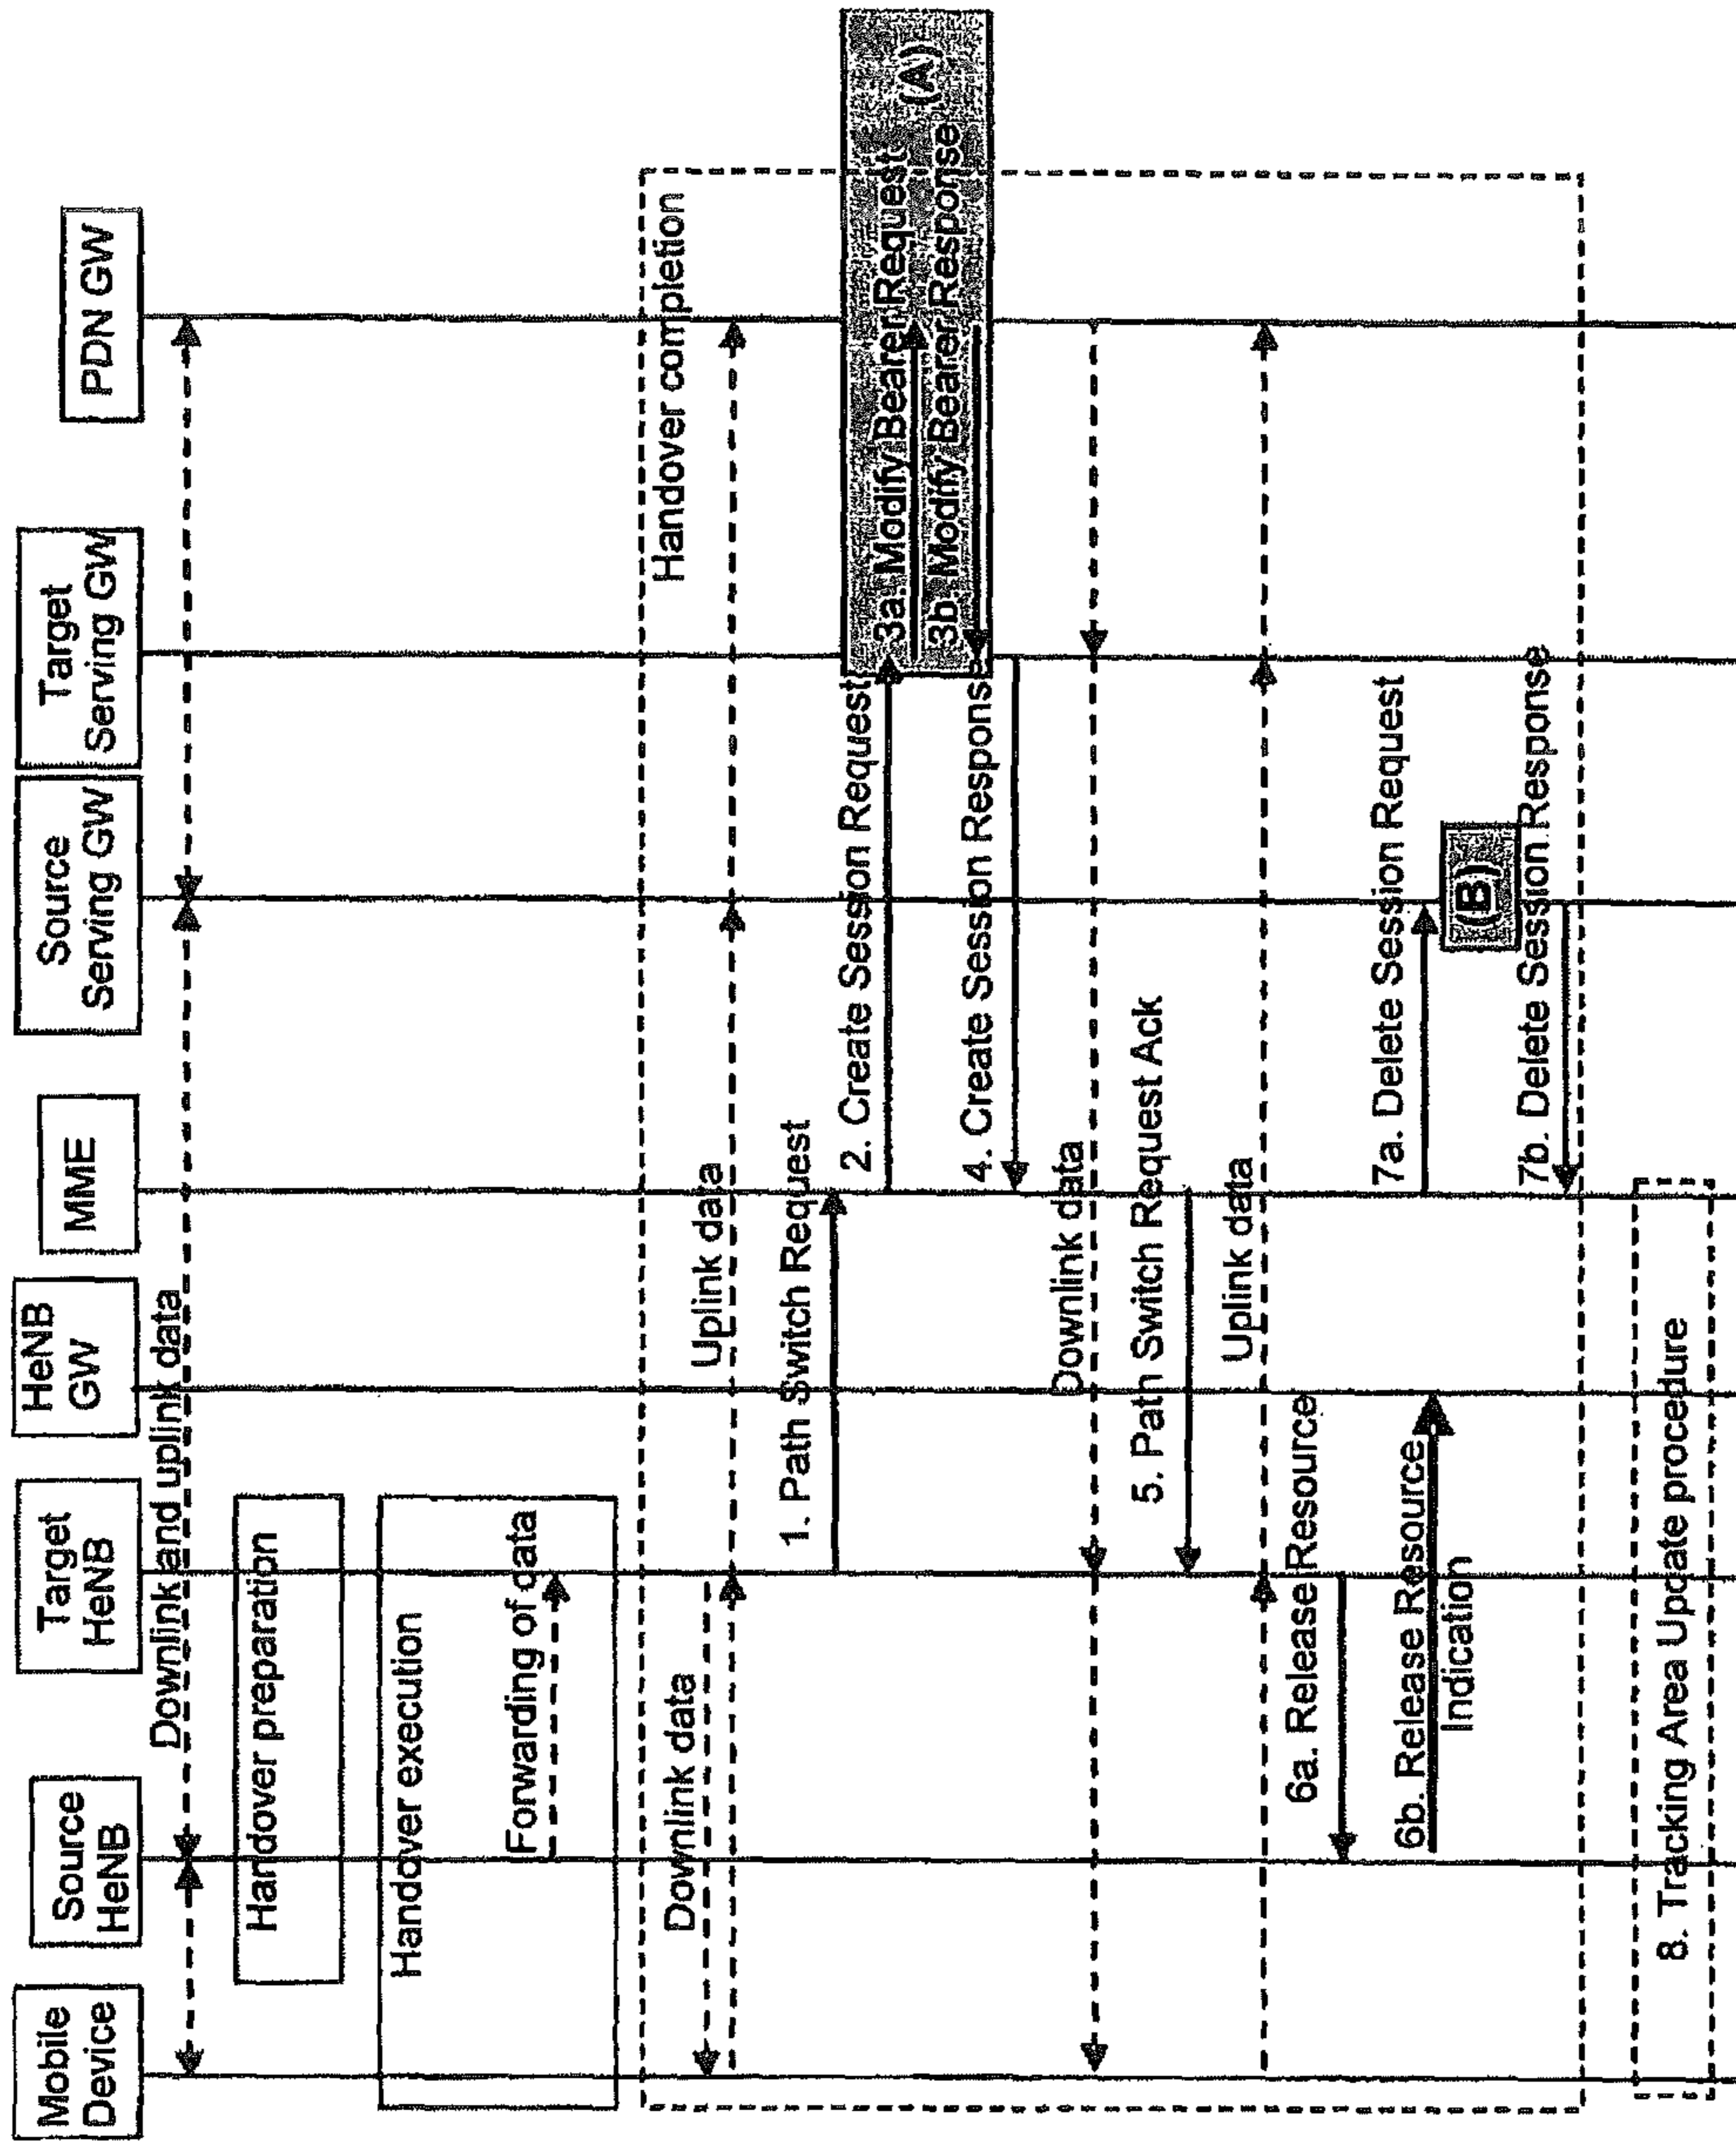 Mobile
Device
Source
HeNB
Target
HeNB
HeNB
GW
MME
Source
Serving GW
Target
Serving GW
PDN GW
Downlink and uplink data
Handover preparation
Handover execution
Forwarding of data
Handover completion
Downlink data
Uplink data
1. Path Switch Request
2. Create Session Request
3a. Modify Bearer Request
(A)
3b. Modify Bearer Response
4. Create Session Response
Downlink data
5. Path Switch Request Ack
Uplink data
6a. Release Resource
7a. Delete Session Request
6b. Release Resource
Indication
(B)
7b. Delete Session Response
8. Tracking Area Update procedure